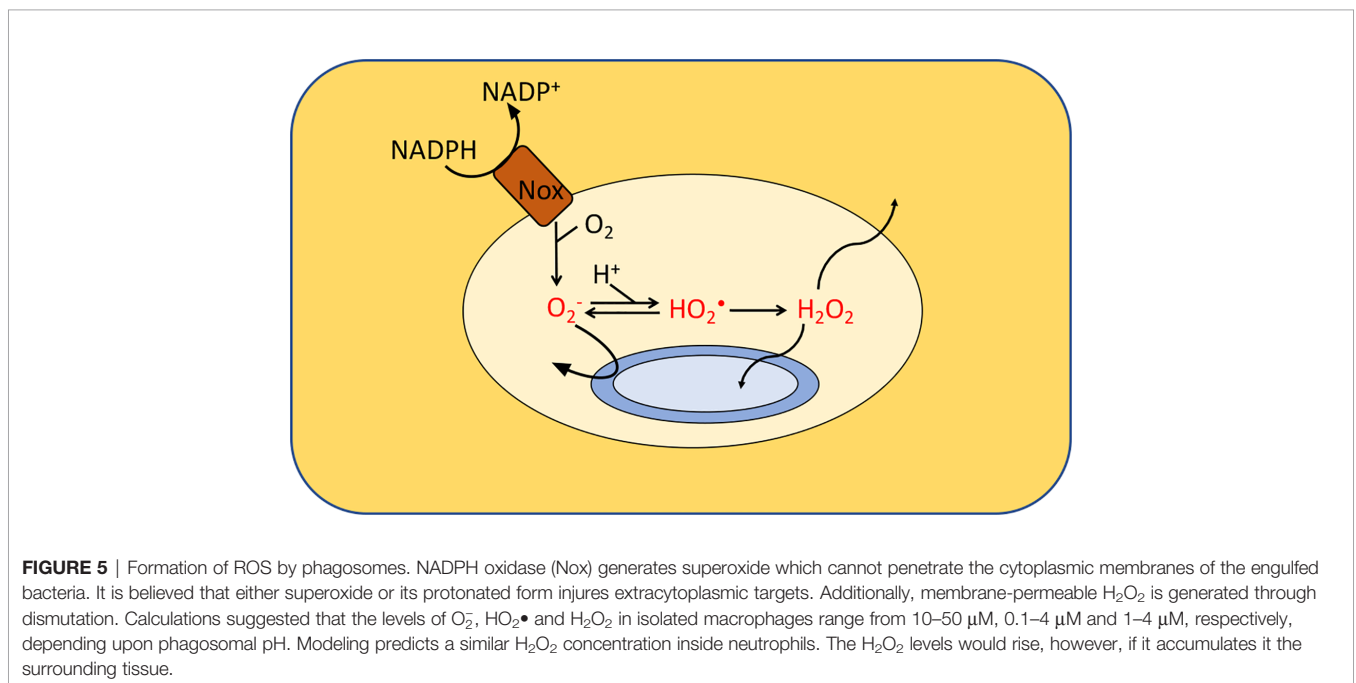 NADP⁺
NADPH
Nox
O₂
H⁺
O₂⁻
HO₂•
H₂O₂
FIGURE 5 | Formation of ROS by phagosomes. NADPH oxidase (Nox) generates superoxide which cannot penetrate the cytoplasmic membranes of the engulfed
bacteria. It is believed that either superoxide or its protonated form injures extracytoplasmic targets. Additionally, membrane-permeable H₂O₂ is generated through
dismutation. Calculations suggested that the levels of O₂⁻, HO₂• and H₂O₂ in isolated macrophages range from 10–50 μM, 0.1–4 μM and 1–4 μM, respectively,
depending upon phagosomal pH. Modeling predicts a similar H₂O₂ concentration inside neutrophils. The H₂O₂ levels would rise, however, if it accumulates it the
surrounding tissue.